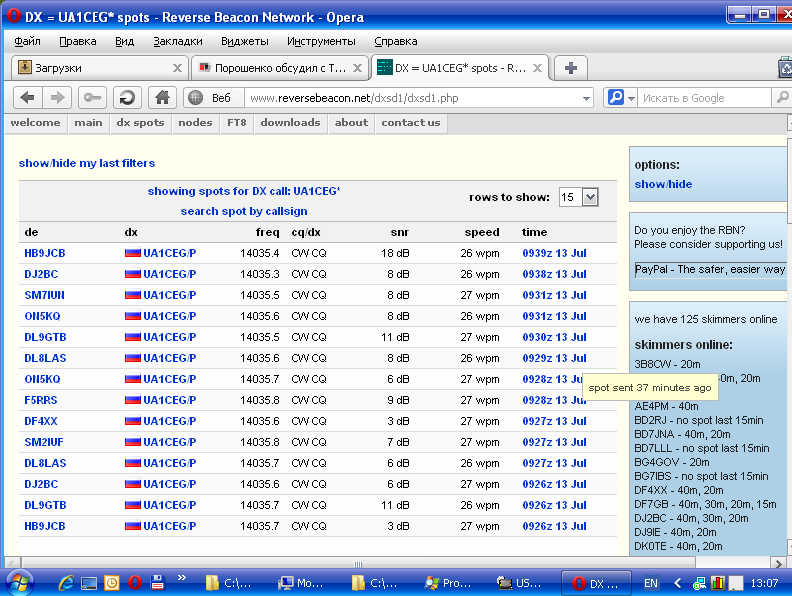 DX = UA1CEG* spots - Reverse Beacon Network - Opera
Файл Правка Вид Закладки Виджеты Инструменты Справка
Загрузки Порошенко обсудил с Т... DX = UA1CEG* spots - R...
Веб www.reversebeacon.net/dxsd1/dxsd1.php Искать в Google
welcome main dx spots nodes FT8 downloads about contact us
show/hide my last filters
showing spots for DX call: UA1CEG*
search spot by callsign
rows to show: 15
de dx freq cq/dx snr speed time
HB9JCB UA1CEG/P 14035.4 CW CQ 18 dB 26 wpm 0939z 13 Jul
DJ2BC UA1CEG/P 14035.3 CW CQ 8 dB 26 wpm 0938z 13 Jul
SM7IUN UA1CEG/P 14035.5 CW CQ 8 dB 27 wpm 0931z 13 Jul
ON5KQ UA1CEG/P 14035.6 CW CQ 8 dB 27 wpm 0931z 13 Jul
DL9GTB UA1CEG/P 14035.5 CW CQ 11 dB 27 wpm 0930z 13 Jul
DL8LAS UA1CEG/P 14035.6 CW CQ 8 dB 26 wpm 0929z 13 Jul
ON5KQ UA1CEG/P 14035.7 CW CQ 6 dB 27 wpm 0928z 13 Ju
F5RRS UA1CEG/P 14035.8 CW CQ 9 dB 27 wpm 0928z 13 Jul
DF4XX UA1CEG/P 14035.6 CW CQ 3 dB 27 wpm 0927z 13 Jul
SM2IUF UA1CEG/P 14035.8 CW CQ 7 dB 27 wpm 0927z 13 Jul
DL8LAS UA1CEG/P 14035.7 CW CQ 6 dB 27 wpm 0927z 13 Jul
DJ2BC UA1CEG/P 14035.6 CW CQ 6 dB 27 wpm 0926z 13 Jul
DL9GTB UA1CEG/P 14035.7 CW CQ 11 dB 27 wpm 0926z 13 Jul
HB9JCB UA1CEG/P 14035.7 CW CQ 3 dB 27 wpm 0926z 13 Jul
spot sent 37 minutes ago
options:
show/hide
Do you enjoy the RBN?
Please consider supporting us!
PayPal - The safer, easier way
we have 125 skimmers online
skimmers online:
3B8CW - 20m
0m, 20m
AE4PM - 40m
BD2RJ - no spot last 15min
BD7JNA - 40m, 20m
BD7LLL - no spot last 15min
BG4GOV - 20m
BG7IBS - no spot last 15min
DF4XX - 40m, 20m
DF7GB - 40m, 30m, 20m, 15m
DJ2BC - 40m, 30m, 20m
DJ9IE - 40m, 20m
DK0TE - 40m, 20m
C:\... Mo... C:\... Pro... US... DX ... EN 13:07